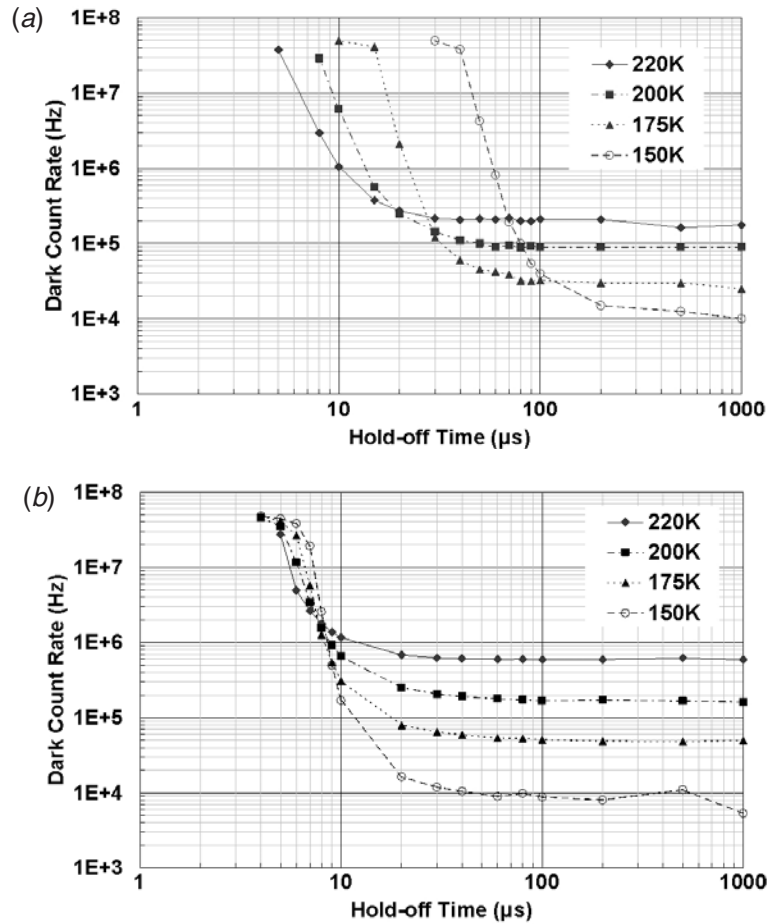 (a)
1E+8
1E+7
1E+6
1E+5
1E+4
1E+3
Dark Count Rate (Hz)
220K
200K
175K
150K
1 10 100 1000
Hold-off Time (µs)
(b)
1E+8
1E+7
1E+6
1E+5
1E+4
1E+3
Dark Count Rate (Hz)
220K
200K
175K
150K
1 10 100 1000
Hold-off Time (µs)